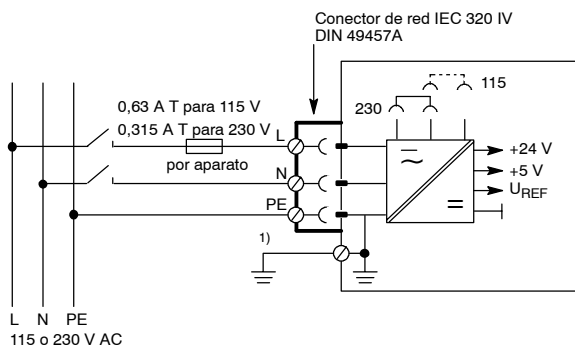 Conector de red IEC 320 IV
DIN 49457A
115
230
0,63 A T para 115 V
0,315 A T para 230 V
por aparato
L
N
PE
+24 V
+5 V
UREF
1)
L N PE
115 o 230 V AC